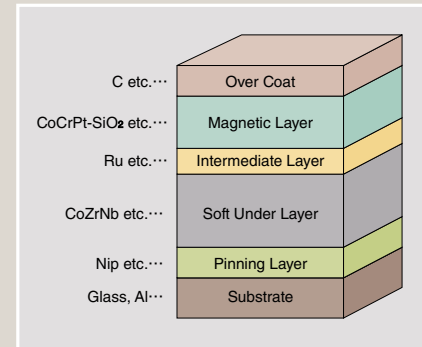 C etc.··· Over Coat
CoCrPt-SiO₂ etc.··· Magnetic Layer
Ru etc.··· Intermediate Layer
CoZrNb etc.··· Soft Under Layer
Nip etc.··· Pinning Layer
Glass, Al··· Substrate